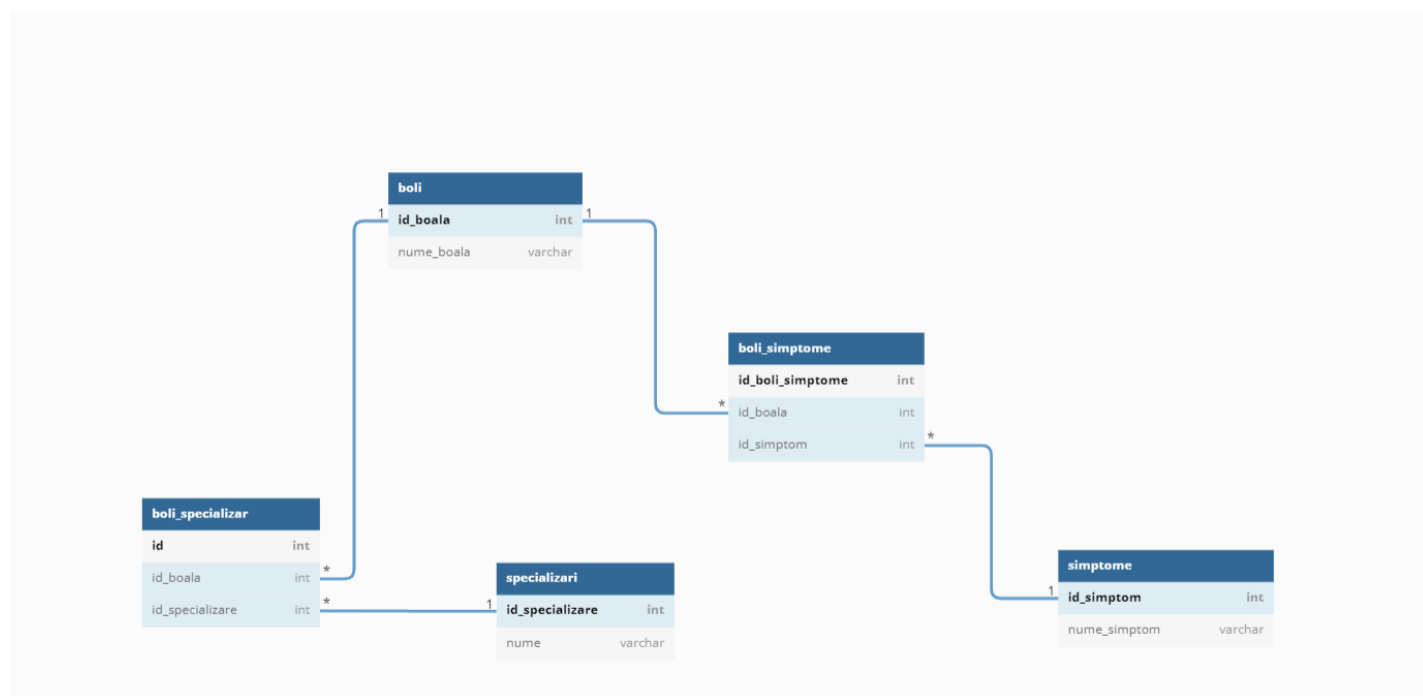 boli
1 id_boala int 1
nume_boala varchar
boli_simptome
id_boli_simptome int
* id_boala int
id_simptom int *
boli_specializar
id int
id_boala int *
id_specializare int *
specializari
1 id_specializare int
nume varchar
simptome
1 id_simptom int
nume_simptom varchar